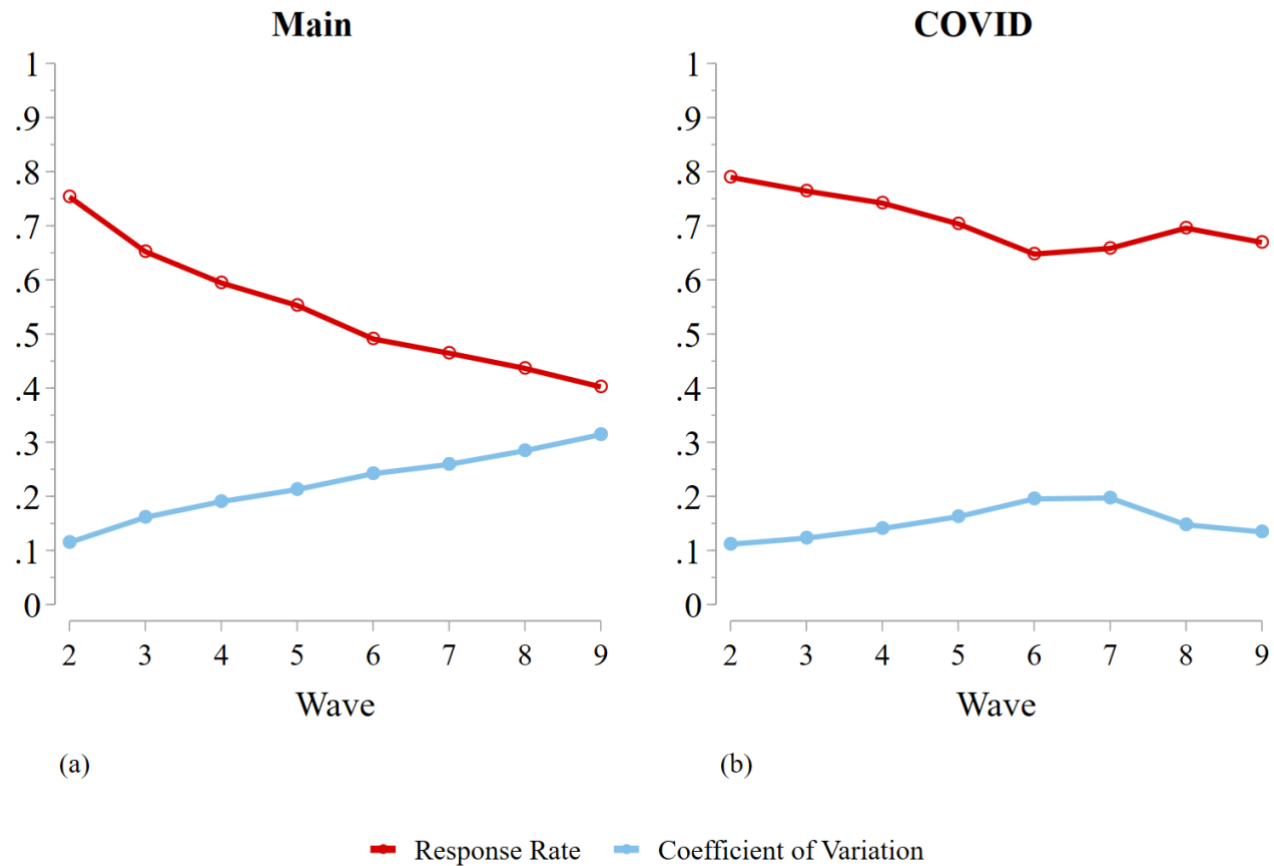 Main
1
.9
.8
.7
.6
.5
.4
.3
.2
.1
0
2 3 4 5 6 7 8 9
Wave
(a)
COVID
1
.9
.8
.7
.6
.5
.4
.3
.2
.1
0
2 3 4 5 6 7 8 9
Wave
(b)
Response Rate Coefficient of Variation